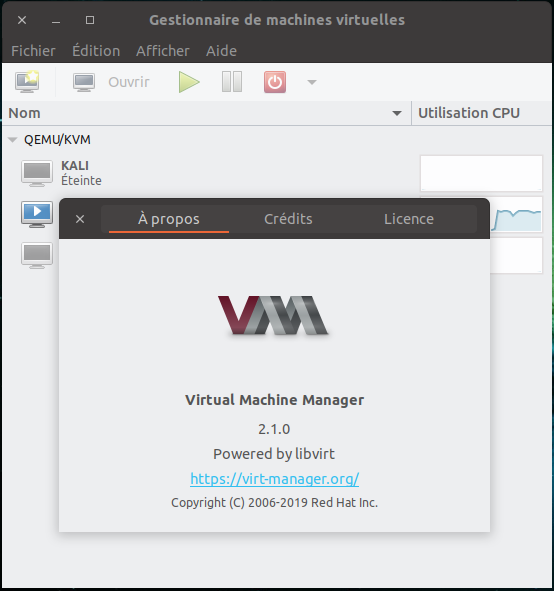 Gestionnaire de machines virtuelles
Fichier Édition Afficher Aide
Ouvrir
Nom Utilisation CPU
QEMU/KVM
KALI
Éteinte
À propos Crédits Licence
VMM
Virtual Machine Manager
2.1.0
Powered by libvirt
https://virt-manager.org/
Copyright (C) 2006-2019 Red Hat Inc.